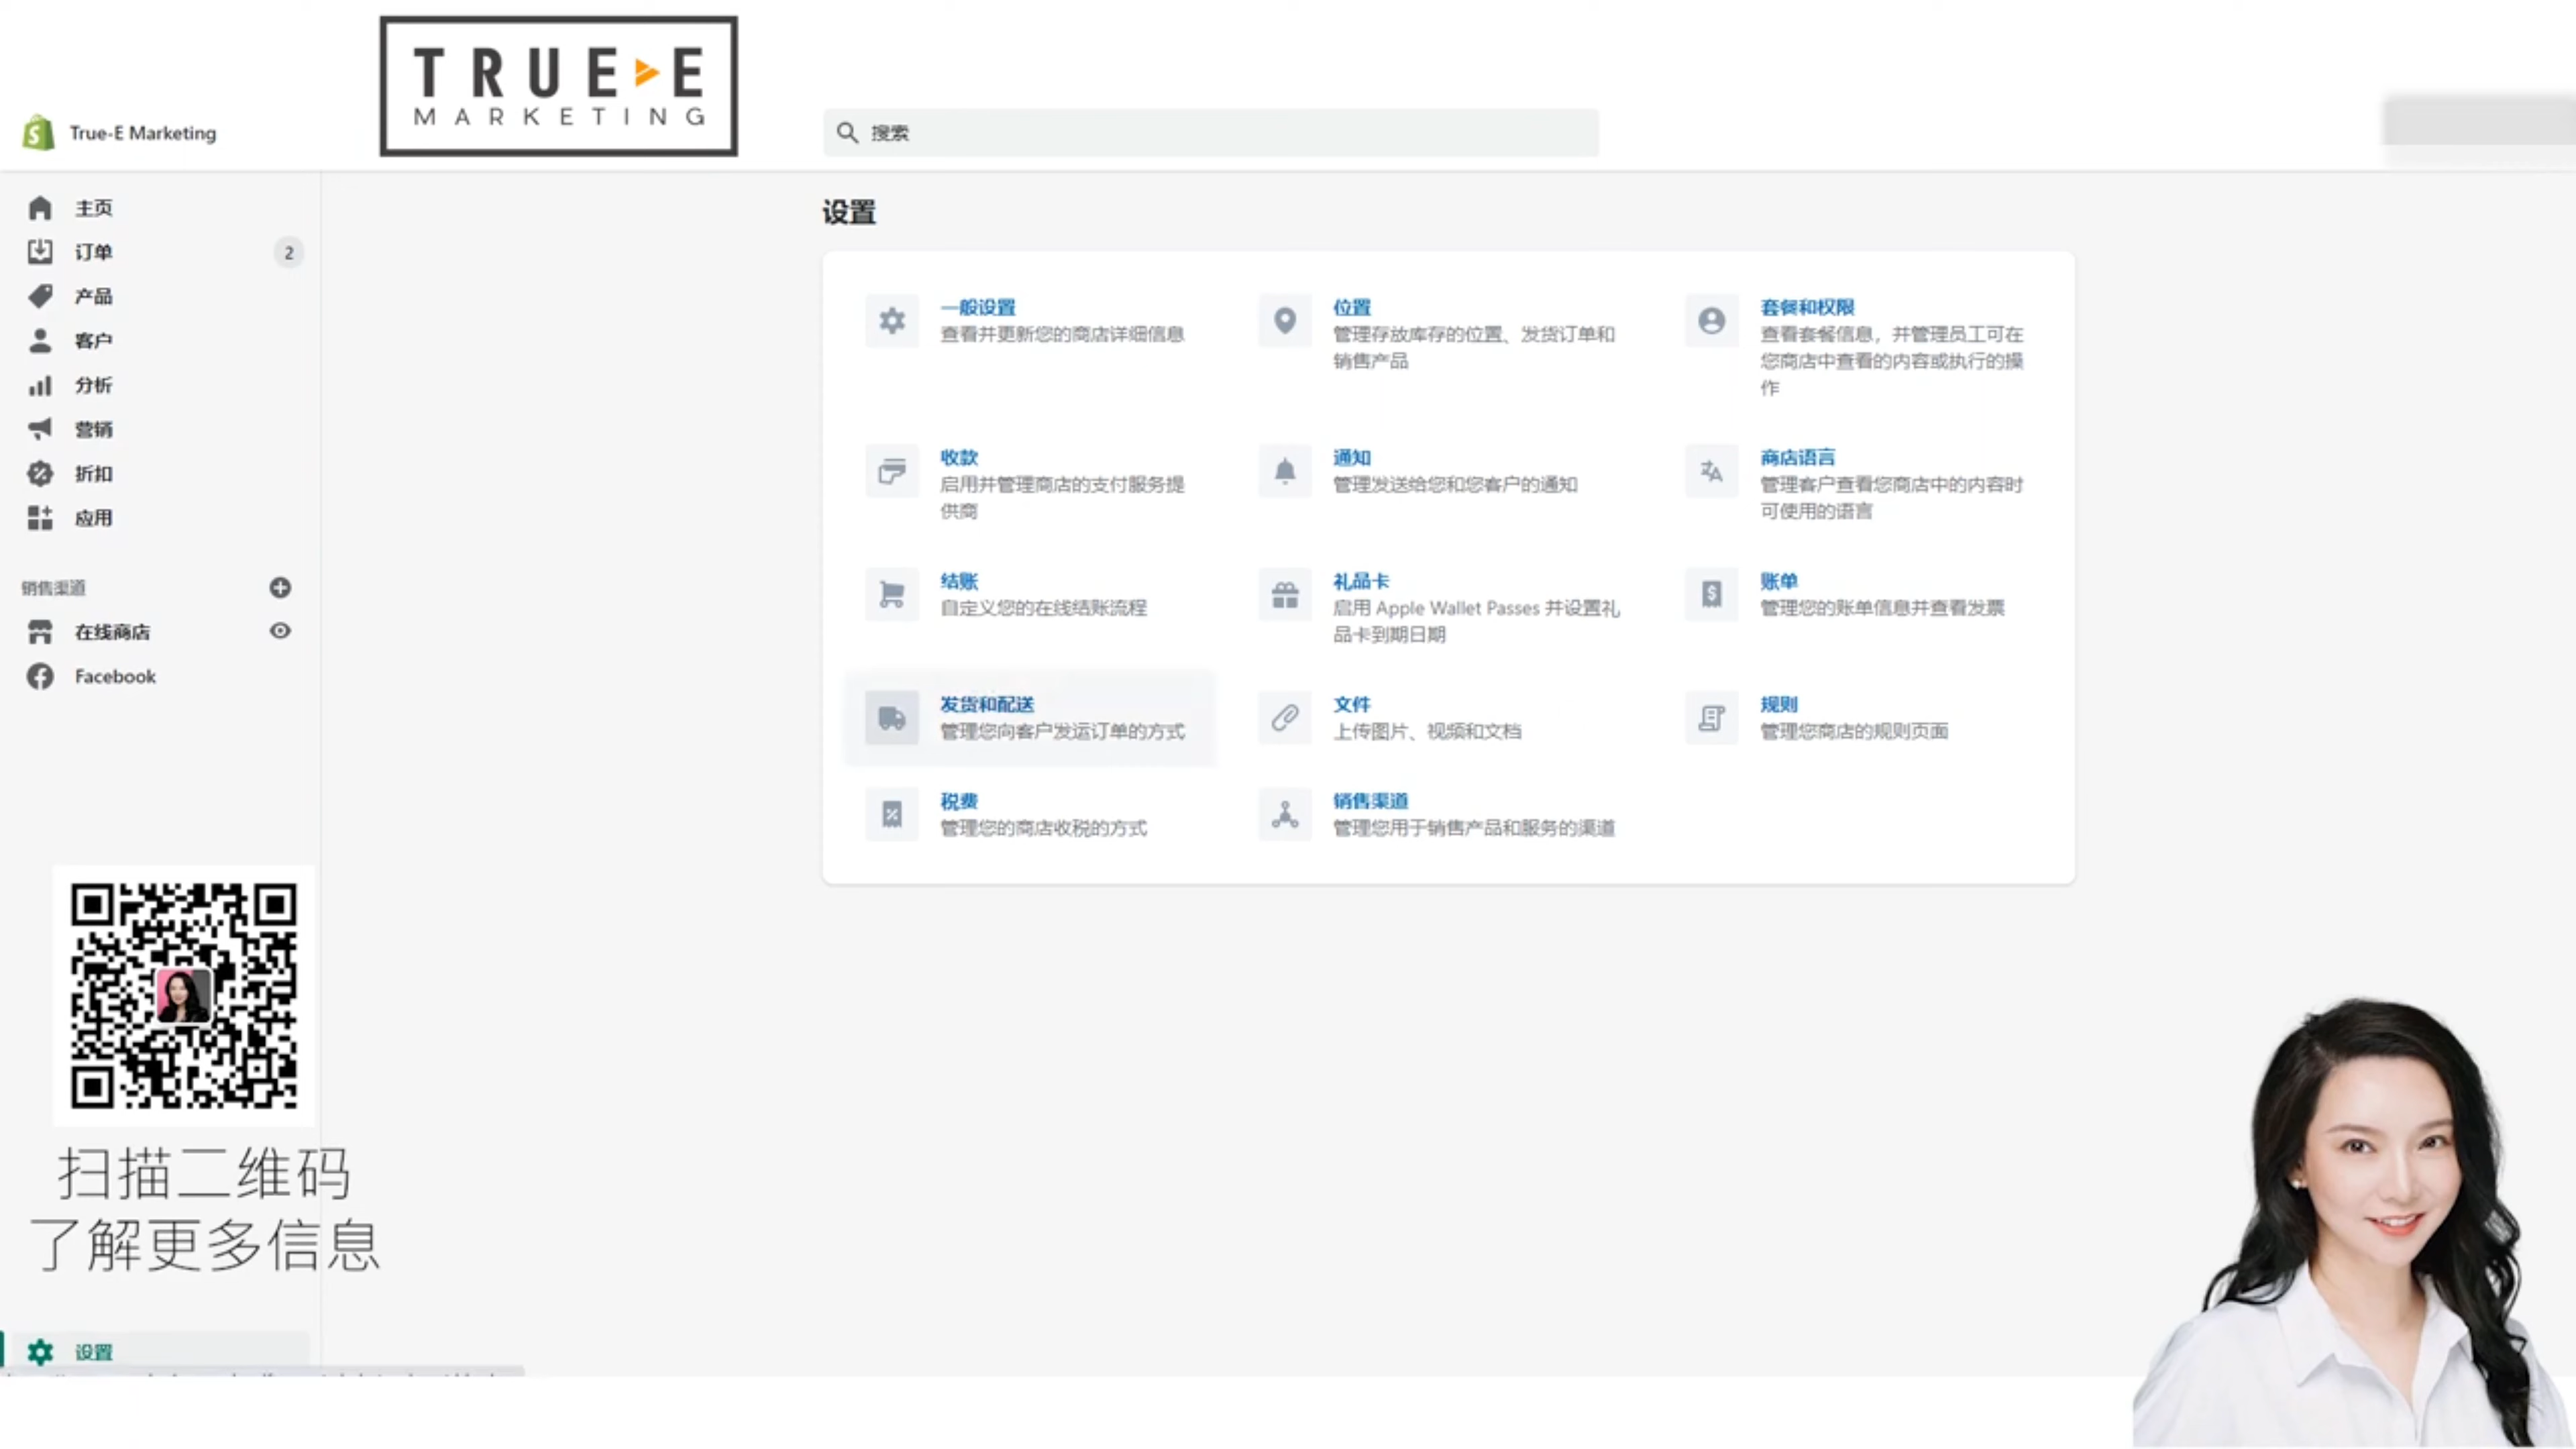 TRUE E
MARKETING
True-E Marketing
搜索
主页
订单
2
产品
客户
分析
营销
折扣
应用
销售渠道
在线商店
Facebook
扫描二维码
了解更多信息
设置
设置
一般设置
查看并更新您的商店详细信息
位置
管理存放库存的位置、发货订单和
销售产品
套餐和权限
查看套餐信息，并管理员工可在
您商店中查看的内容或执行的操
作
收款
启用并管理商店的支付服务提
供商
通知
管理发送给您和您客户的通知
商店语言
管理客户查看您商店中的内容时
可使用的语言
结账
自定义您的在线结账流程
礼品卡
启用 Apple Wallet Passes 并设置礼
品卡到期日期
账单
管理您的账单信息并查看发票
发货和配送
管理您向客户发运订单的方式
文件
上传图片、视频和文档
规则
管理您商店的规则页面
税费
管理您的商店收税的方式
销售渠道
管理您用于销售产品和服务的渠道